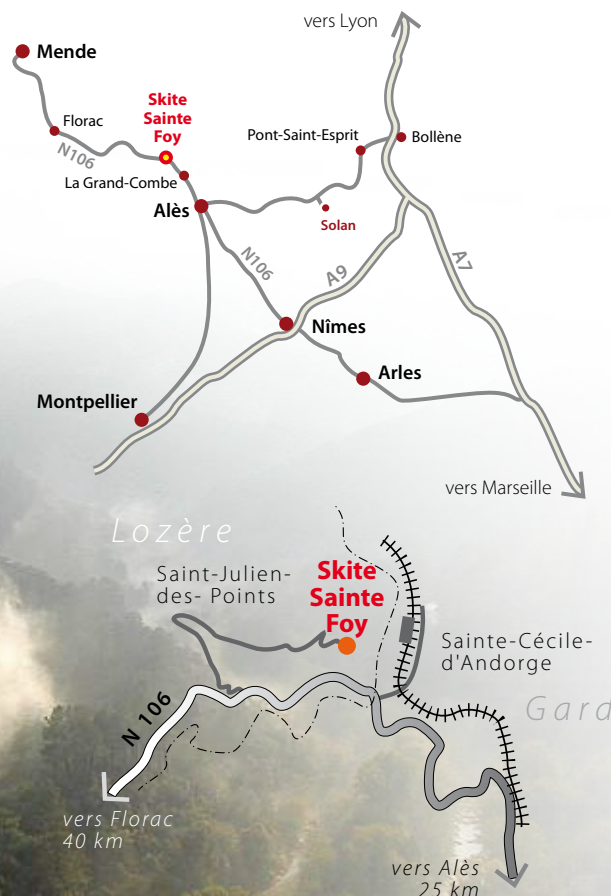 vers Lyon
Mende
Skite
Sainte
Foy
Florac
N106
Pont-Saint-Esprit
Bollène
La Grand-Combe
Alès
Solan
N106
A9
A7
Nîmes
Arles
Montpellier
vers Marseille
Lozère
Saint-Julien-
des- Points
Skite
Sainte
Foy
Sainte-Cécile-
d'Andorge
N 106
Gard
vers Florac
40 km
vers Alès
25 km